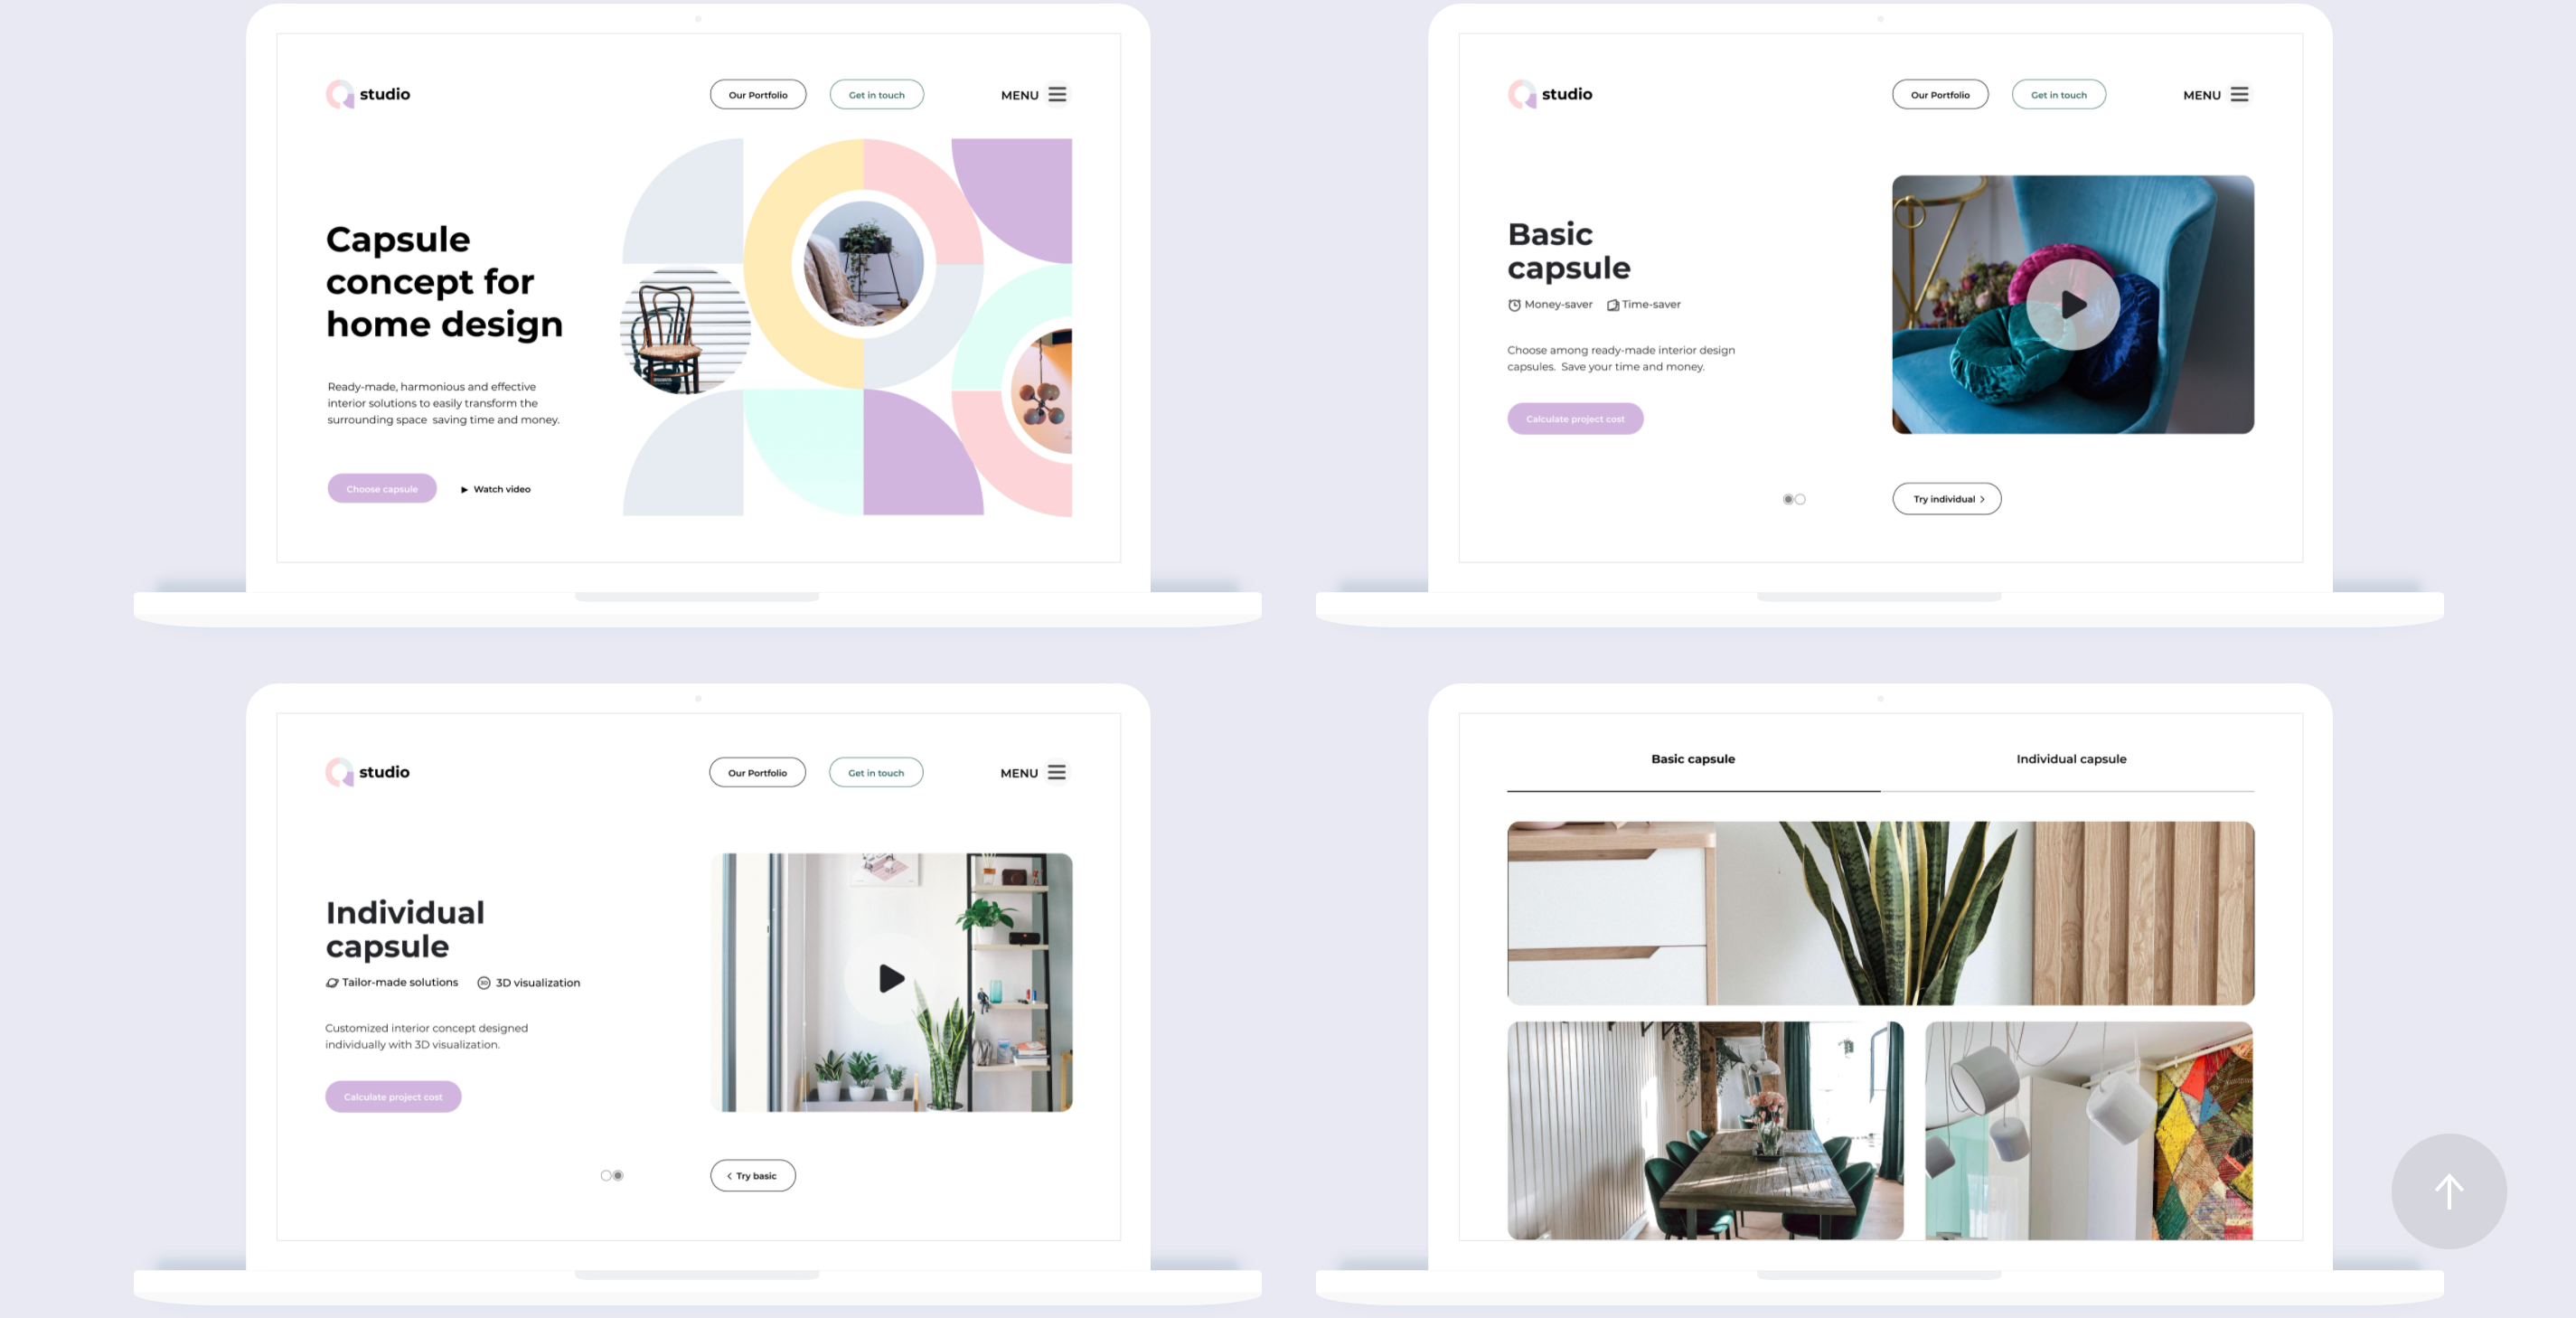 studio
Our Portfolio
Get in touch
MENU
Capsule
concept for
home design
Ready-made, harmonious and effective
interior solutions to easily transform the
surrounding space saving time and money.
Choose capsule
Watch video
studio
Our Portfolio
Get in touch
MENU
Basic
capsule
Money-saver
Time-saver
Choose among ready-made interior design
capsules. Save your time and money.
Calculate project cost
Try individual
studio
Our Portfolio
Get in touch
MENU
Individual
capsule
Tailor-made solutions
3D visualization
Customized interior concept designed
individually with 3D visualization.
Calculate project cost
Try basic
Basic capsule
Individual capsule